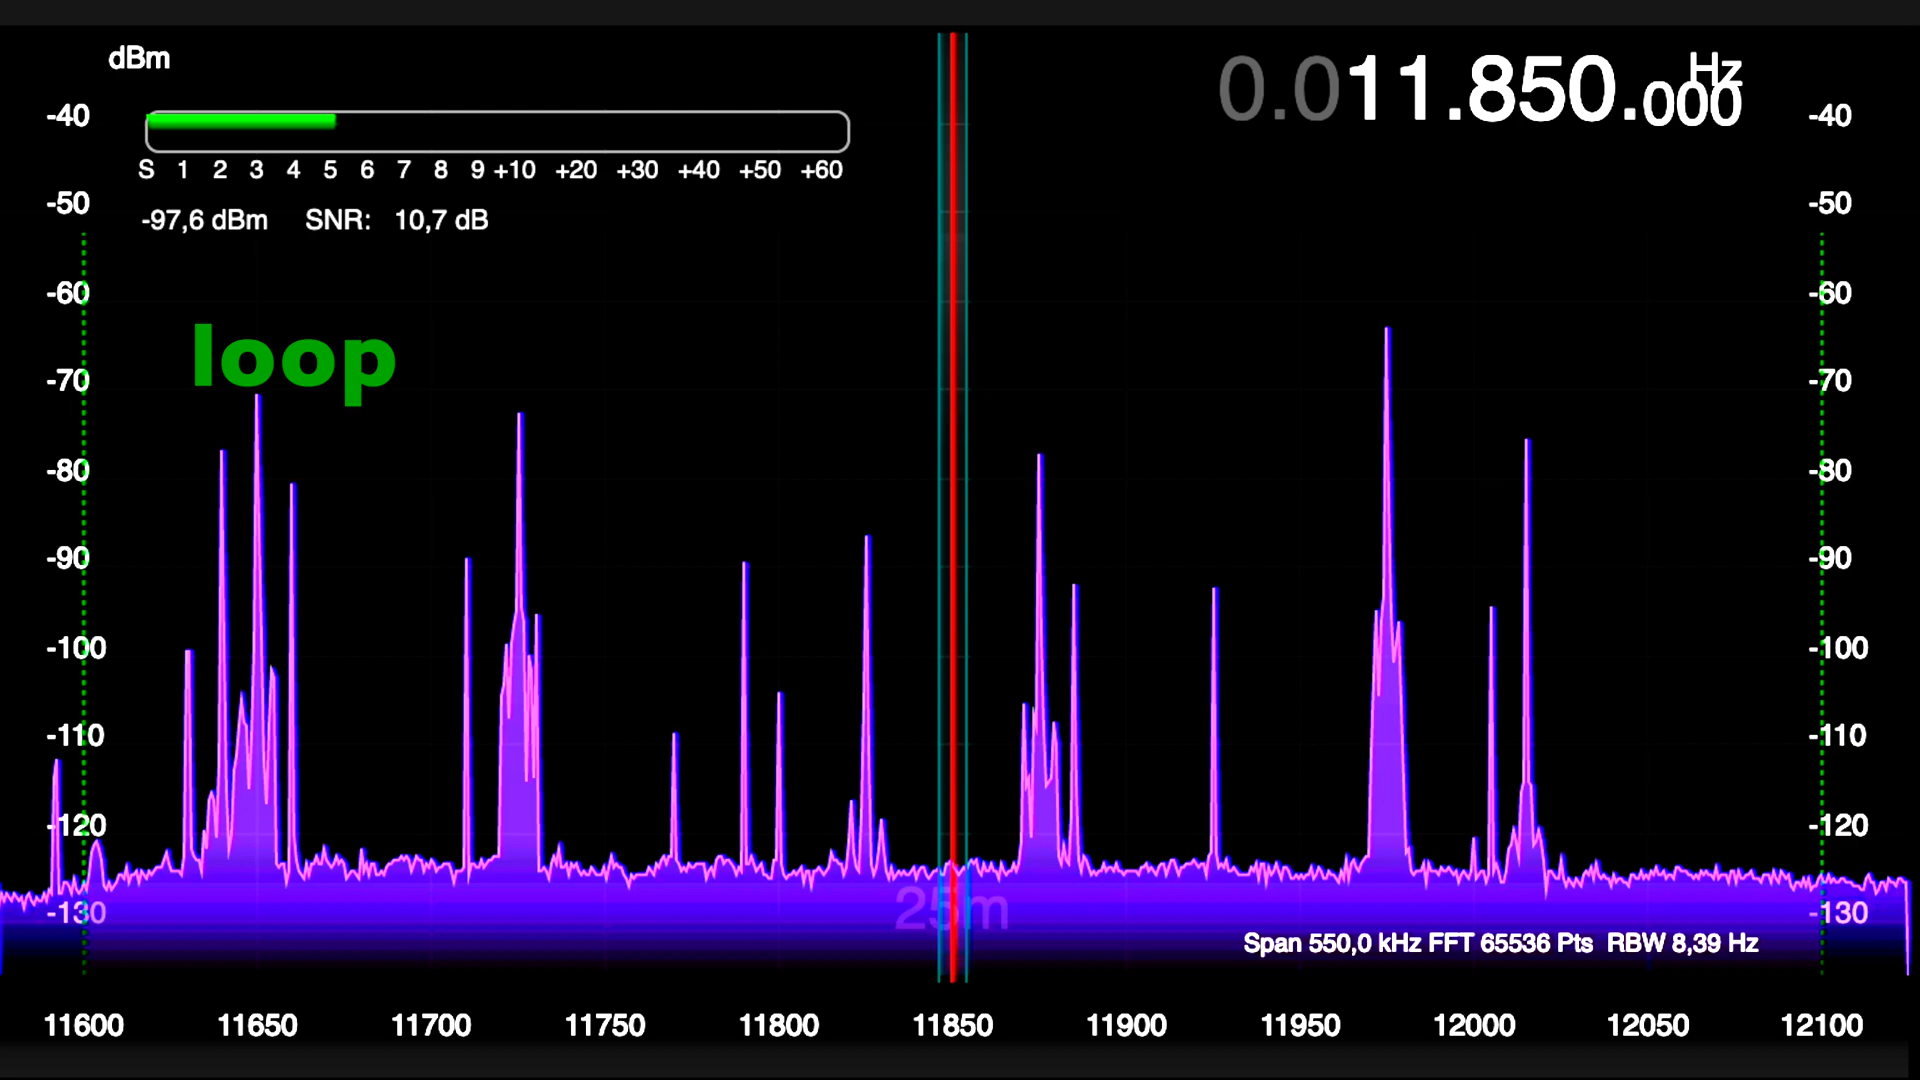 dBm
0.011.850.000 Hz
-40 -40
S 1 2 3 4 5 6 7 8 9 +10 +20 +30 +40 +50 +60
-50 -50
-97,6 dBm SNR: 10,7 dB
-60 -60
loop
-70 -70
-80 -80
-90 -90
-100 -100
-110 -110
-120 -120
25m
-130 -130
Span 550,0 kHz FFT 65536 Pts RBW 8,39 Hz
11600 11650 11700 11750 11800 11850 11900 11950 12000 12050 12100